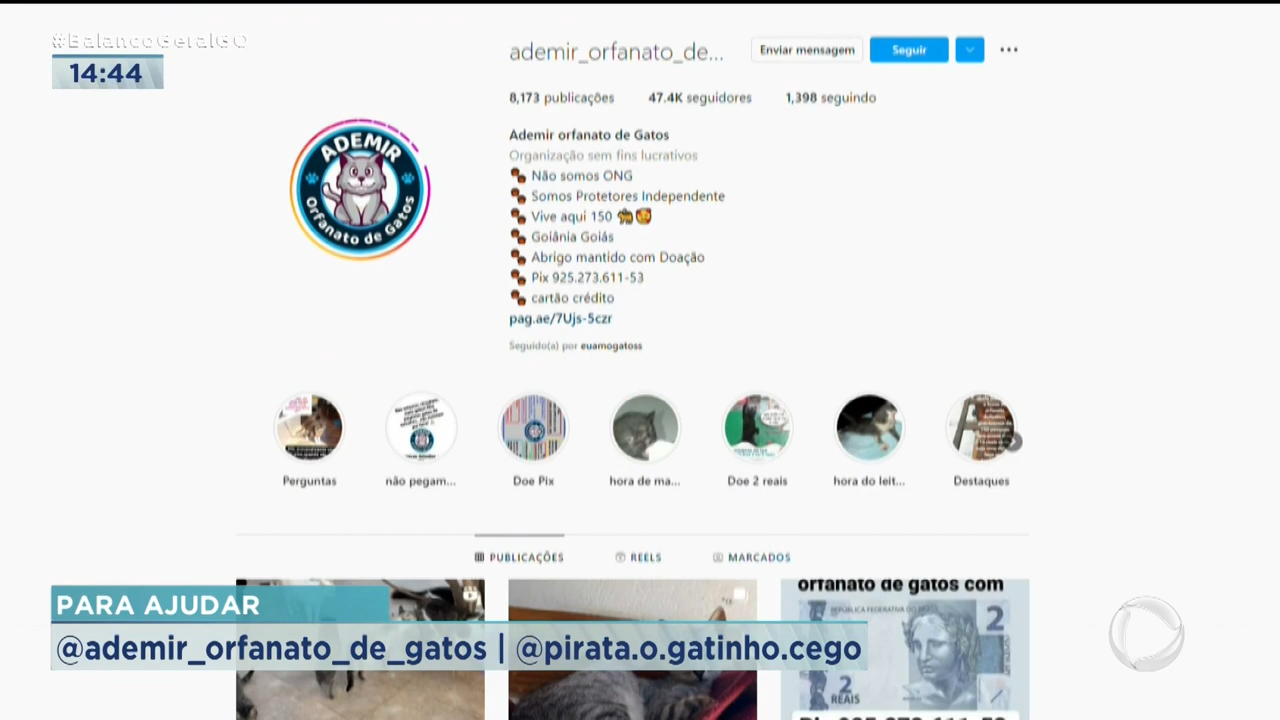 #BalançoGeralGO
14:44
ademir_orfanato_de...
Enviar mensagem
Seguir
8,173 publicações
47.4K seguidores
1,398 seguindo
ADEMIR
Orfanato de Gatos
Ademir orfanato de Gatos
Organização sem fins lucrativos
Não somos ONG
Somos Protetores Independente
Vive aqui 150
Goiânia Goiás
Abrigo mantido com Doação
Pix 925.273.611-53
cartão crédito
pag.ae/7Ujs-5czr
Seguido(a) por euamogatoss
Perguntas
não pegam...
Doe Pix
hora de ma...
Doe 2 reais
hora do leit...
Destaques
PUBLICAÇÕES
REELS
MARCADOS
orfanato de gatos com
REPÚBLICA FEDERATIVA DO
2
2
REAIS
PARA AJUDAR
@ademir_orfanato_de_gatos | @pirata.o.gatinho.cego